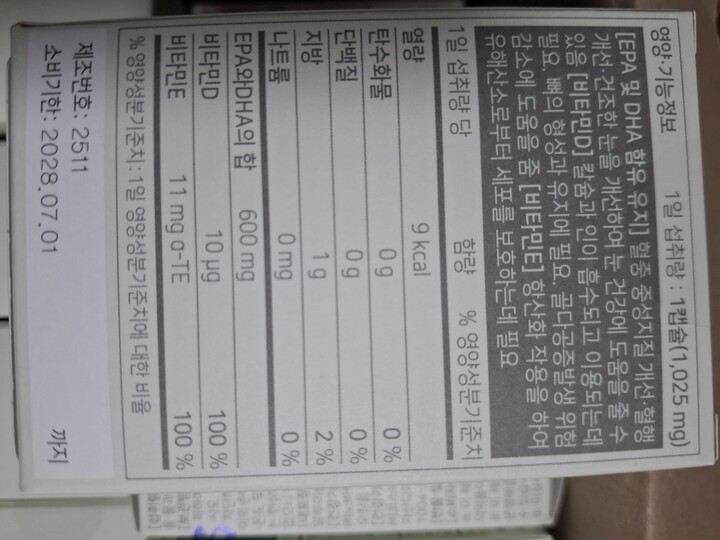 영양·기능정보 1일 섭취량 : 1캡슐(1,025 mg)
[EPA 및 DHA 함유 유지] 혈중 중성지질 개선·혈행
개선·건조한 눈을 개선하여 눈 건강에 도움을 줄 수
있음 [비타민D] 칼슘과 인이 흡수되고 이용되는데
필요, 뼈의 형성과 유지에 필요, 골다공증발생 위험
감소에 도움을 줌 [비타민E] 항산화 작용을 하여
유해산소로부터 세포를 보호하는데 필요
1일 섭취량 당 함량 % 영양성분기준치
열량 9 kcal
탄수화물 0 g 0 %
단백질 0 g 0 %
지방 1 g 2 %
나트륨 0 mg 0 %
EPA와DHA의 합 600 mg
비타민D 10 µg 100 %
비타민E 11 mg α-TE 100 %
% 영양성분기준치 : 1일 영양성분기준치에 대한 비율
제조번호: 2511
소비기한: 2028.07.01 까지